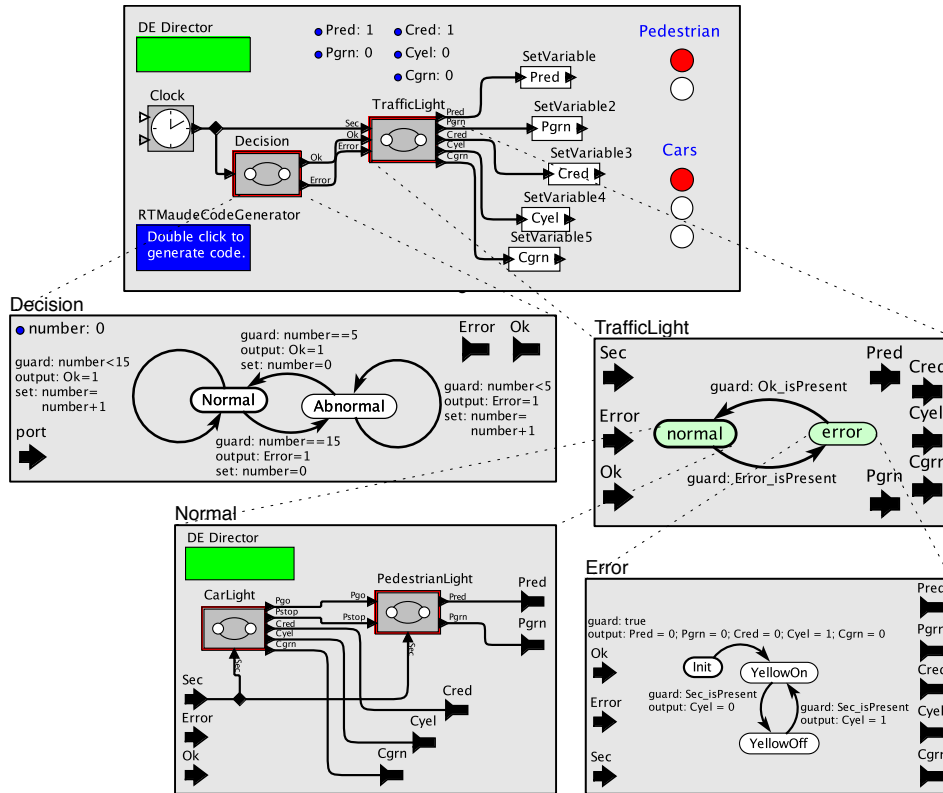 DE Director
Pred: 1
Cred: 1
Pgrn: 0
Cyel: 0
Cgrn: 0
Pedestrian
Clock
TrafficLight
SetVariable
Pred
SetVariable2
Pgrn
SetVariable3
Cred
SetVariable4
Cyel
SetVariable5
Cgrn
Cars
Sec
Ok
Error
Pred
Pgrn
Cred
Cyel
Cgrn
Decision
Ok
Error
RTMaudeCodeGenerator
Double click to
generate code.
Decision
number: 0
guard: number<15
output: Ok=1
set: number=
number+1
guard: number==5
output: Ok=1
set: number=0
Error
Ok
Normal
Abnormal
guard: number<5
output: Error=1
set: number=
number+1
guard: number==15
output: Error=1
set: number=0
port
TrafficLight
Sec
Error
Ok
guard: Ok_isPresent
normal
error
guard: Error_isPresent
Pred
Cred
Cyel
Cgrn
Pgrn
Normal
DE Director
CarLight
Pgo
Pstop
Cred
Cyel
Cgrn
Sec
PedestrianLight
Pgo
Pstop
Sec
Pred
Pgrn
Pred
Pgrn
Sec
Error
Ok
Cred
Cyel
Cgrn
Error
guard: true
output: Pred = 0; Pgrn = 0; Cred = 0; Cyel = 1; Cgrn = 0
Ok
Error
Sec
Init
YellowOn
guard: Sec_isPresent
output: Cyel = 0
guard: Sec_isPresent
output: Cyel = 1
YellowOff
Pred
Pgrn
Cred
Cyel
Cgrn